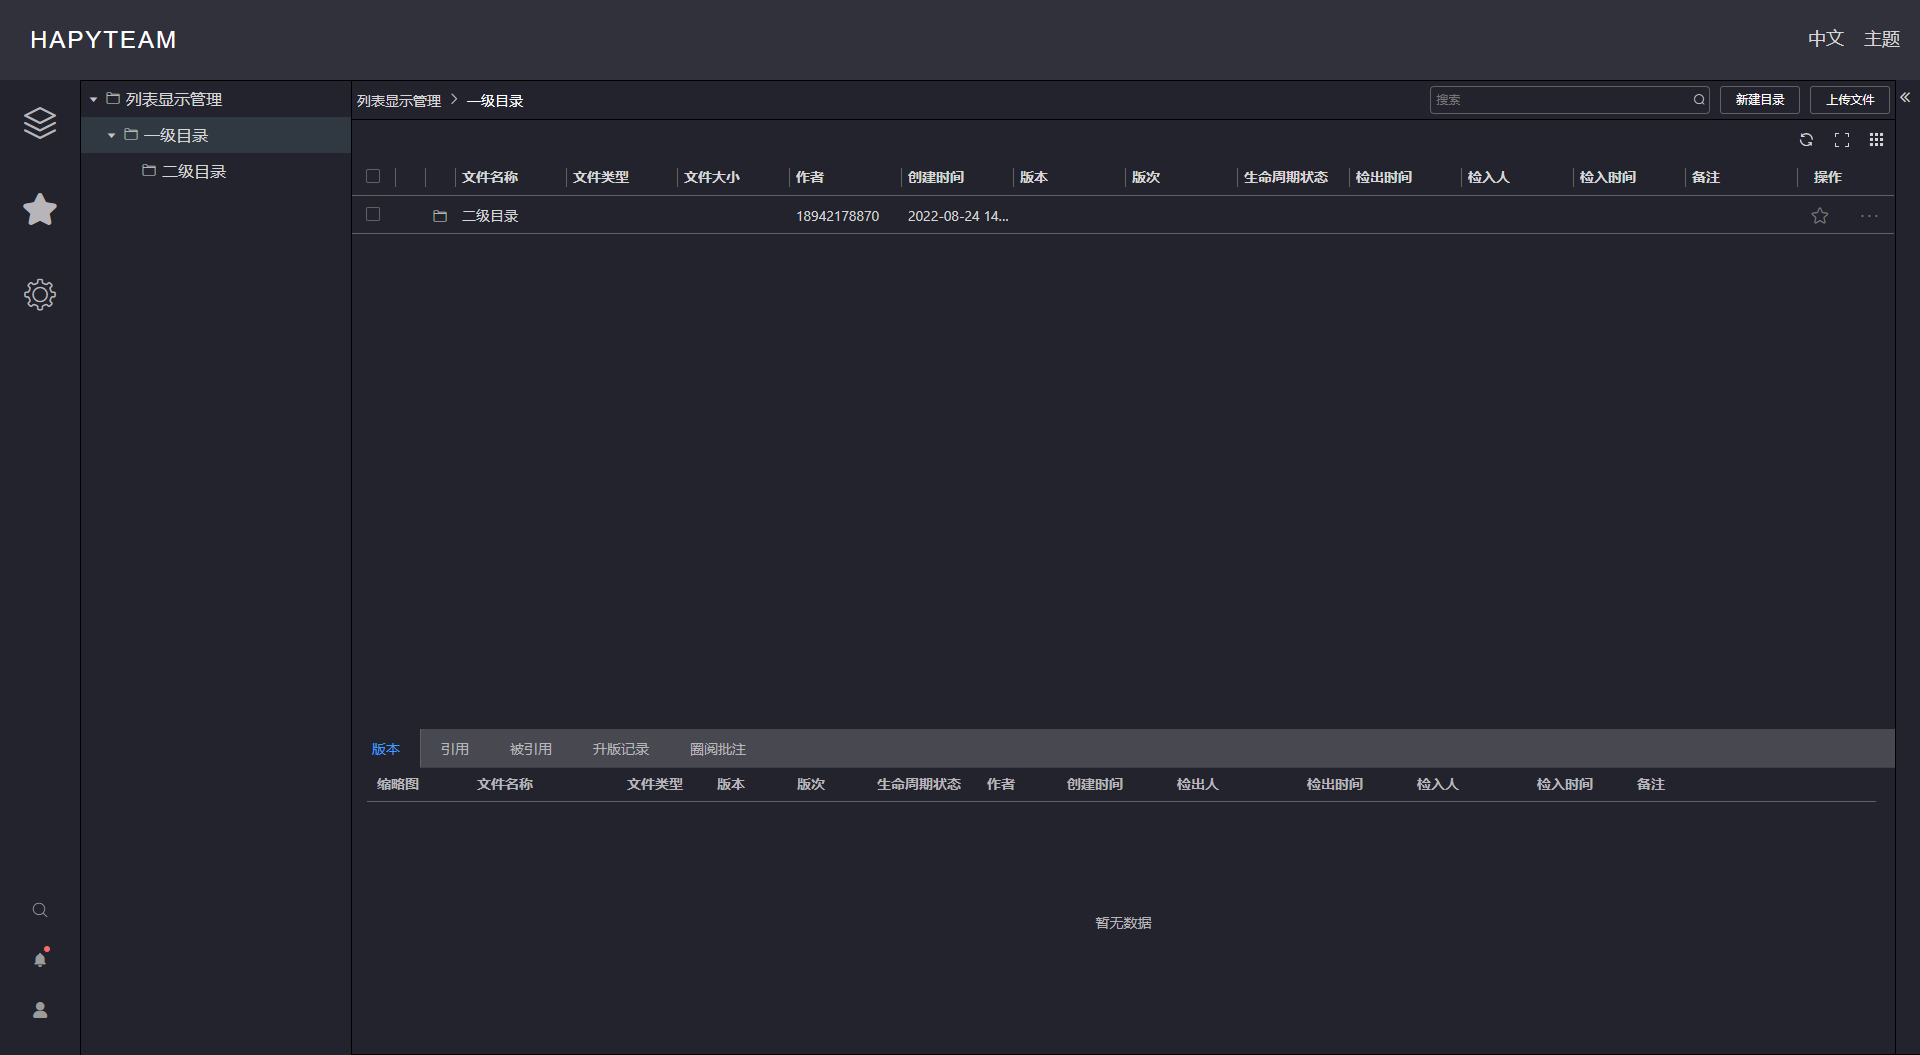 HAPYTEAM
中文 主题
列表显示管理
一级目录
二级目录
列表显示管理 > 一级目录
搜索
新建目录
上传文件
文件名称 文件类型 文件大小 作者 创建时间 版本 版次 生命周期状态 检出时间 检入人 检入时间 备注 操作
二级目录 18942178870 2022-08-24 14...
版本 引用 被引用 升版记录 圈阅批注
缩略图 文件名称 文件类型 版本 版次 生命周期状态 作者 创建时间 检出人 检出时间 检入人 检入时间 备注
暂无数据